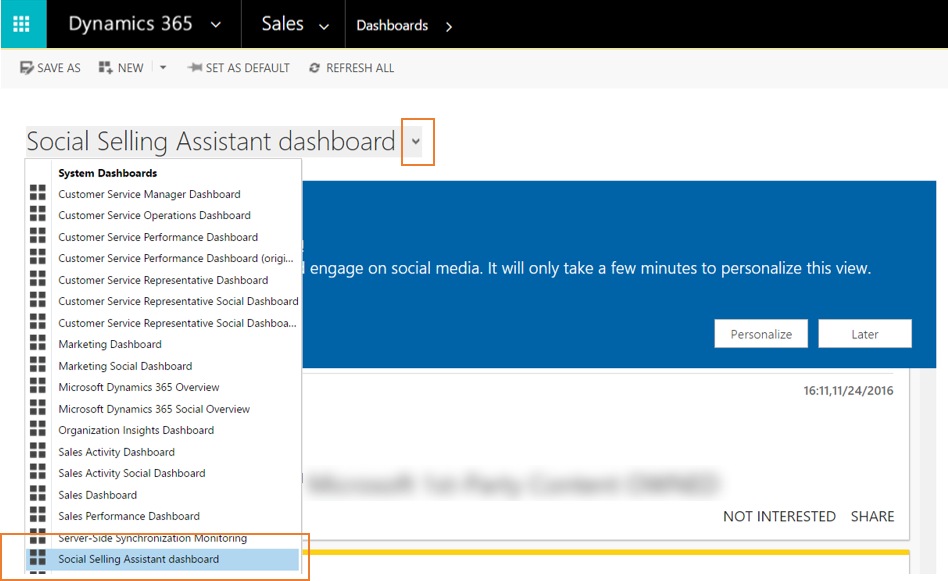 Dynamics 365 Sales Dashboards
SAVE AS NEW SET AS DEFAULT REFRESH ALL
Social Selling Assistant dashboard
System Dashboards
Customer Service Manager Dashboard
Customer Service Operations Dashboard
Customer Service Performance Dashboard
Customer Service Performance Dashboard (origi...
Customer Service Representative Dashboard
Customer Service Representative Social Dashboard
Customer Service Representative Social Dashboa...
Marketing Dashboard
Marketing Social Dashboard
Microsoft Dynamics 365 Overview
Microsoft Dynamics 365 Social Overview
Organization Insights Dashboard
Sales Activity Dashboard
Sales Activity Social Dashboard
Sales Dashboard
Sales Performance Dashboard
Server-Side Synchronization Monitoring
Social Selling Assistant dashboard
engage on social media. It will only take a few minutes to personalize this view.
Personalize Later
16:11,11/24/2016
NOT INTERESTED SHARE